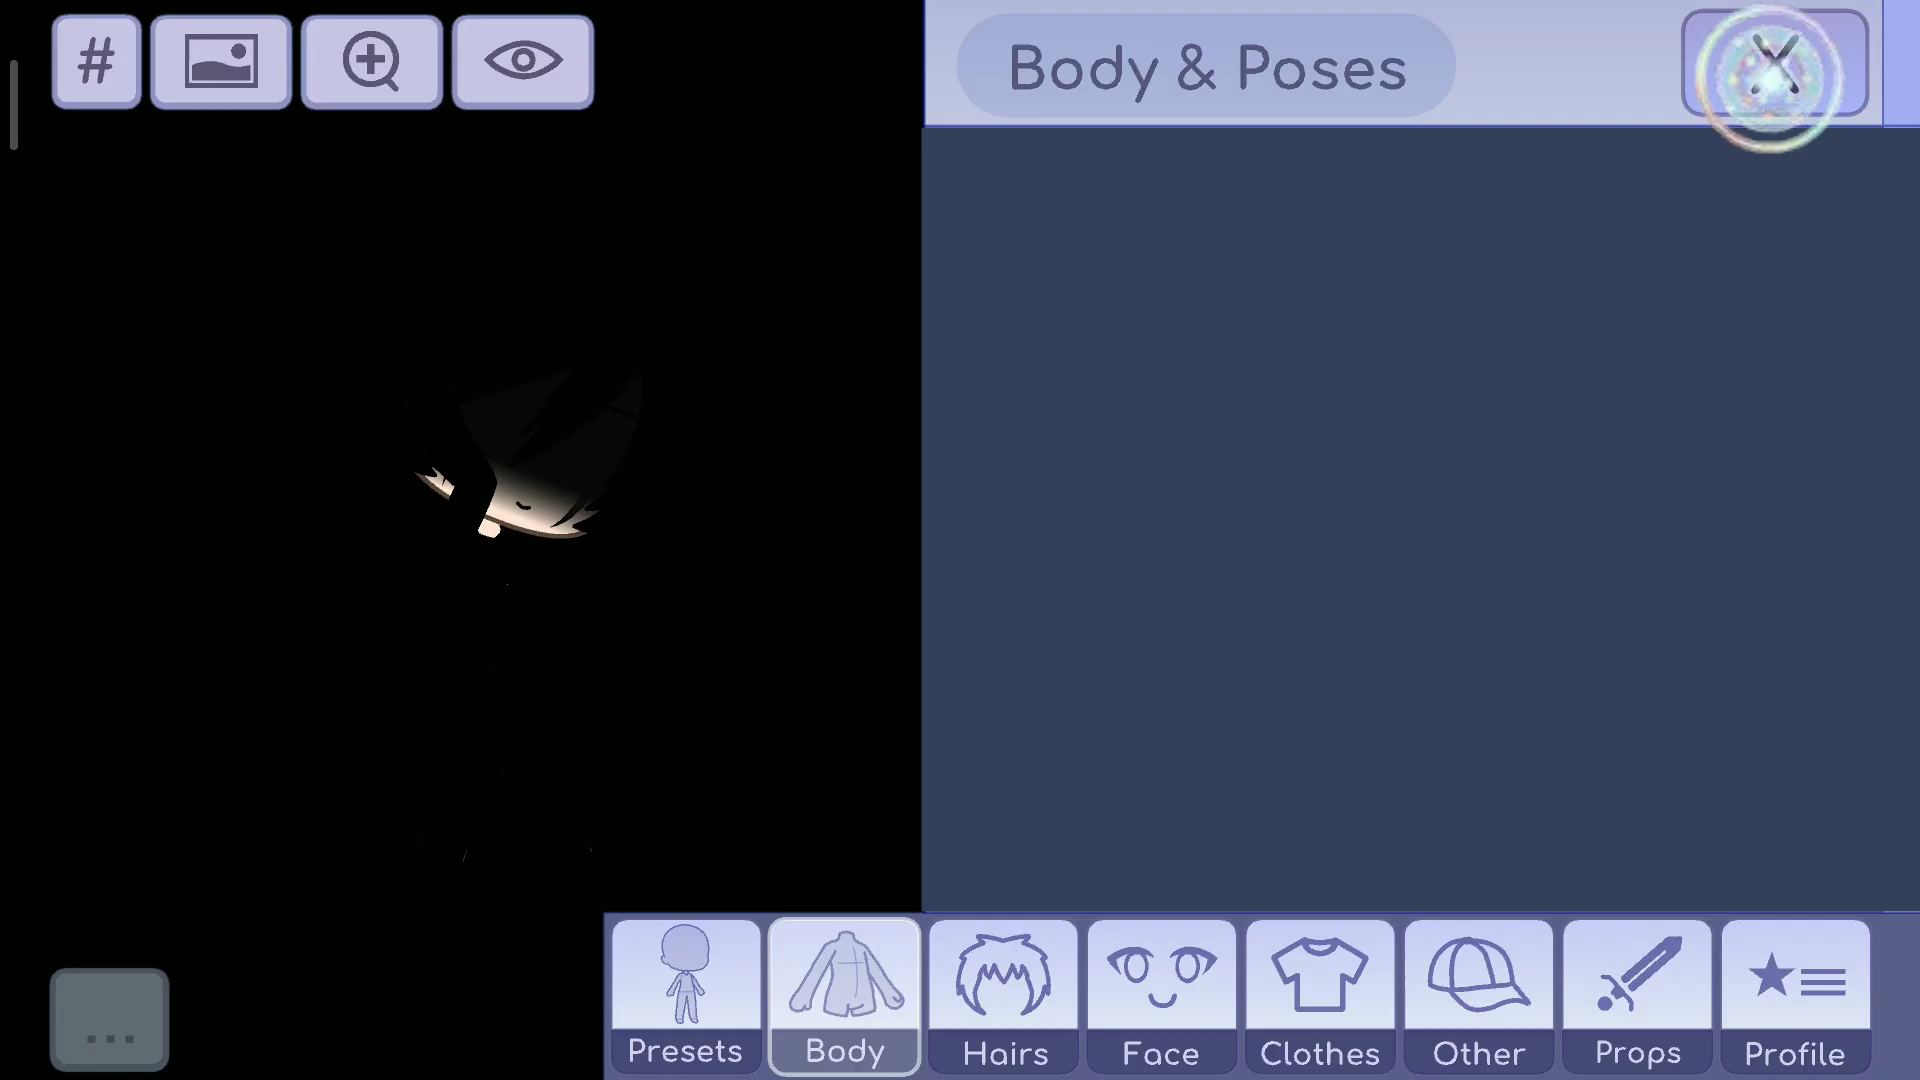 #
Body & Poses
X
...
Presets
Body
Hairs
Face
Clothes
Other
Props
Profile